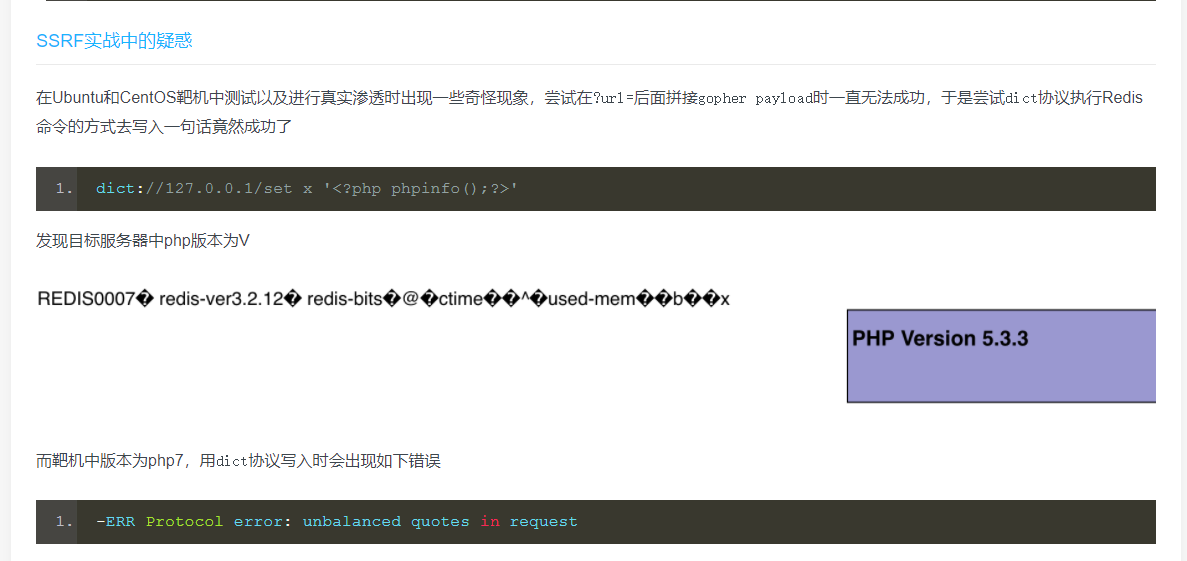 SSRF实战中的疑惑
在Ubuntu和CentOS靶机中测试以及进行真实渗透时出现一些奇怪现象，尝试在?url=后面拼接gopher payload时一直无法成功，于是尝试dict协议执行Redis
命令的方式去写入一句话竟然成功了
1. dict://127.0.0.1/set x '<?php phpinfo();?>'
发现目标服务器中php版本为V
REDIS0007� redis-ver3.2.12� redis-bits�@�ctime��^�used-mem��b��x
PHP Version 5.3.3
而靶机中版本为php7，用dict协议写入时会出现如下错误
1. -ERR Protocol error: unbalanced quotes in request